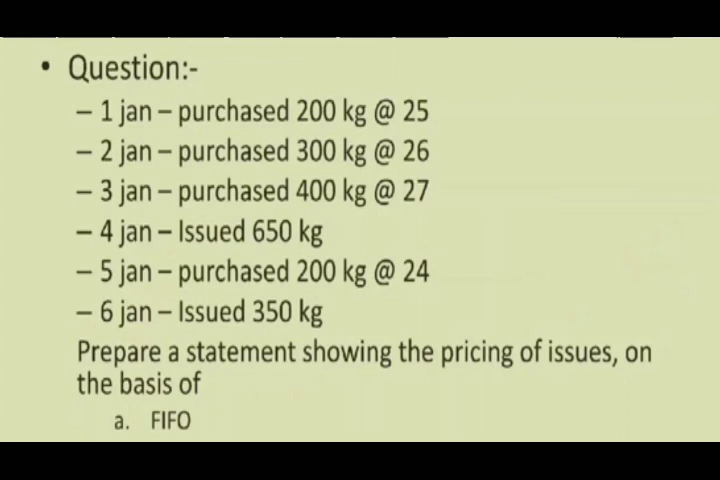 • Question:-
– 1 jan – purchased 200 kg @ 25
– 2 jan – purchased 300 kg @ 26
– 3 jan – purchased 400 kg @ 27
– 4 jan – Issued 650 kg
– 5 jan – purchased 200 kg @ 24
– 6 jan – Issued 350 kg
Prepare a statement showing the pricing of issues, on
the basis of
a. FIFO